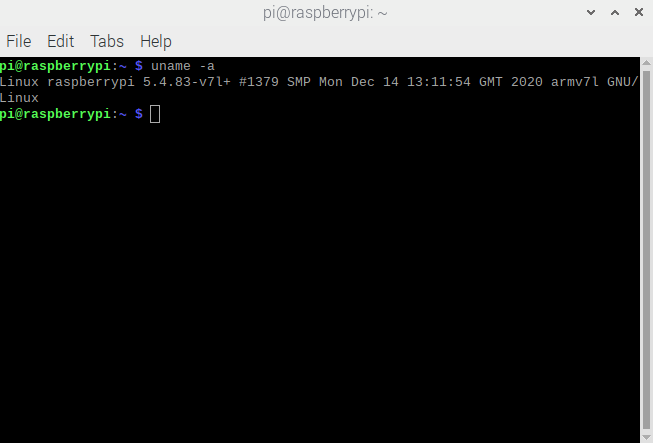 pi@raspberrypi: ~
File Edit Tabs Help
pi@raspberrypi:~ $ uname -a
Linux raspberrypi 5.4.83-v7l+ #1379 SMP Mon Dec 14 13:11:54 GMT 2020 armv7l GNU/
Linux
pi@raspberrypi:~ $